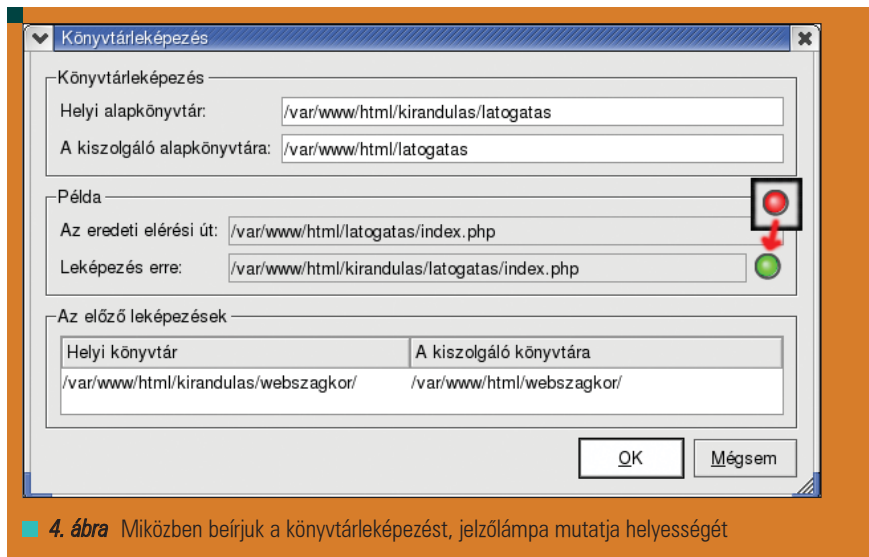 Könyvtárleképezés
Könyvtárleképezés
Helyi alapkönyvtár: /var/www/html/kirandulas/latogatas
A kiszolgáló alapkönyvtára: /var/www/html/latogatas
Példa
Az eredeti elérési út: /var/www/html/latogatas/index.php
Leképezés erre: /var/www/html/kirandulas/latogatas/index.php
Az előző leképezések
Helyi könyvtár A kiszolgáló könyvtára
/var/www/html/kirandulas/webszagkor/ /var/www/html/webszagkor/
OK Mégsem
4. ábra Miközben beírjuk a könyvtárleképezést, jelzőlámpa mutatja helyességét